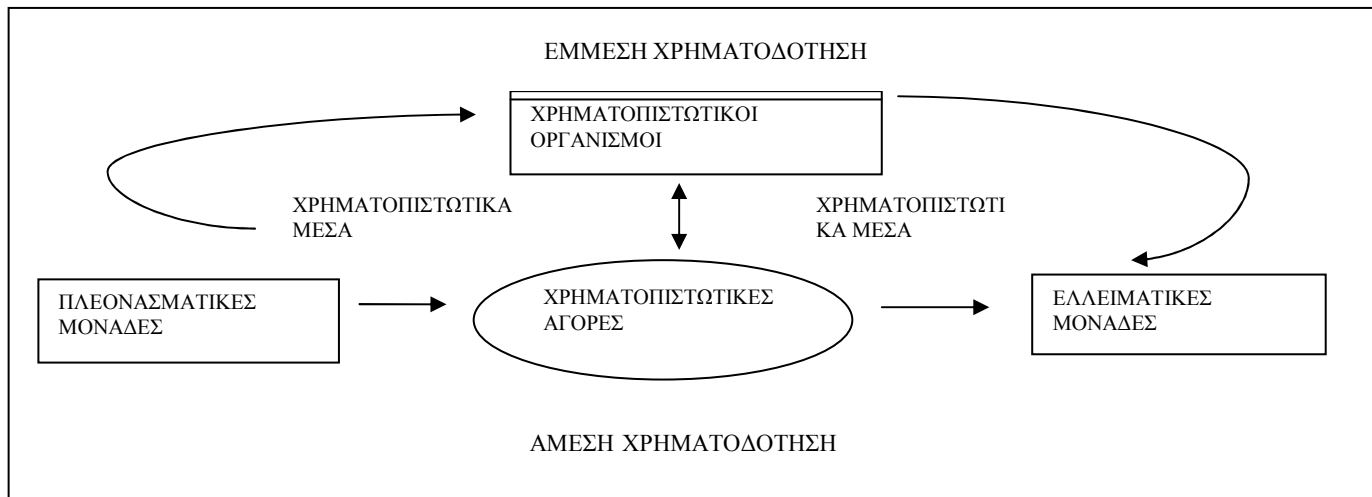 ΕΜΜΕΣΗ ΧΡΗΜΑΤΟΔΟΤΗΣΗ
ΧΡΗΜΑΤΟΠΙΣΤΩΤΙΚΟΙ
ΟΡΓΑΝΙΣΜΟΙ
ΧΡΗΜΑΤΟΠΙΣΤΩΤΙΚΑ
ΜΕΣΑ
ΧΡΗΜΑΤΟΠΙΣΤΩΤΙ
ΚΑ ΜΕΣΑ
ΠΛΕΟΝΑΣΜΑΤΙΚΕΣ
ΜΟΝΑΔΕΣ
ΧΡΗΜΑΤΟΠΙΣΤΩΤΙΚΕΣ
ΑΓΟΡΕΣ
ΕΛΛΕΙΜΑΤΙΚΕΣ
ΜΟΝΑΔΕΣ
ΑΜΕΣΗ ΧΡΗΜΑΤΟΔΟΤΗΣΗ